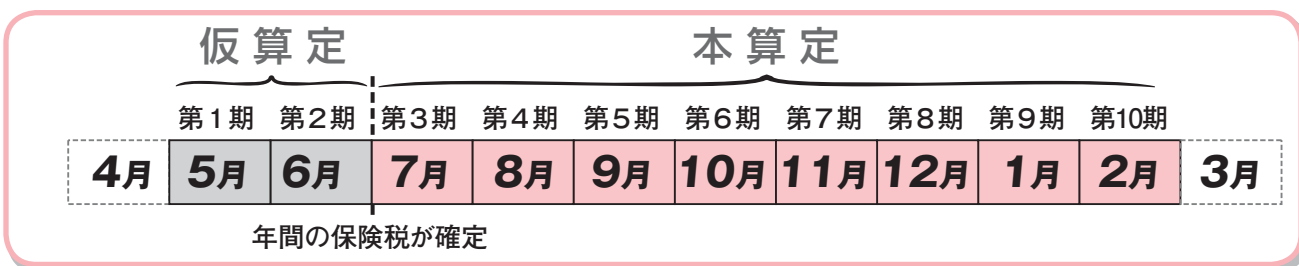 仮算定 本算定
第1期 第2期 第3期 第4期 第5期 第6期 第7期 第8期 第9期 第10期
4月 5月 6月 7月 8月 9月 10月 11月 12月 1月 2月 3月
年間の保険税が確定